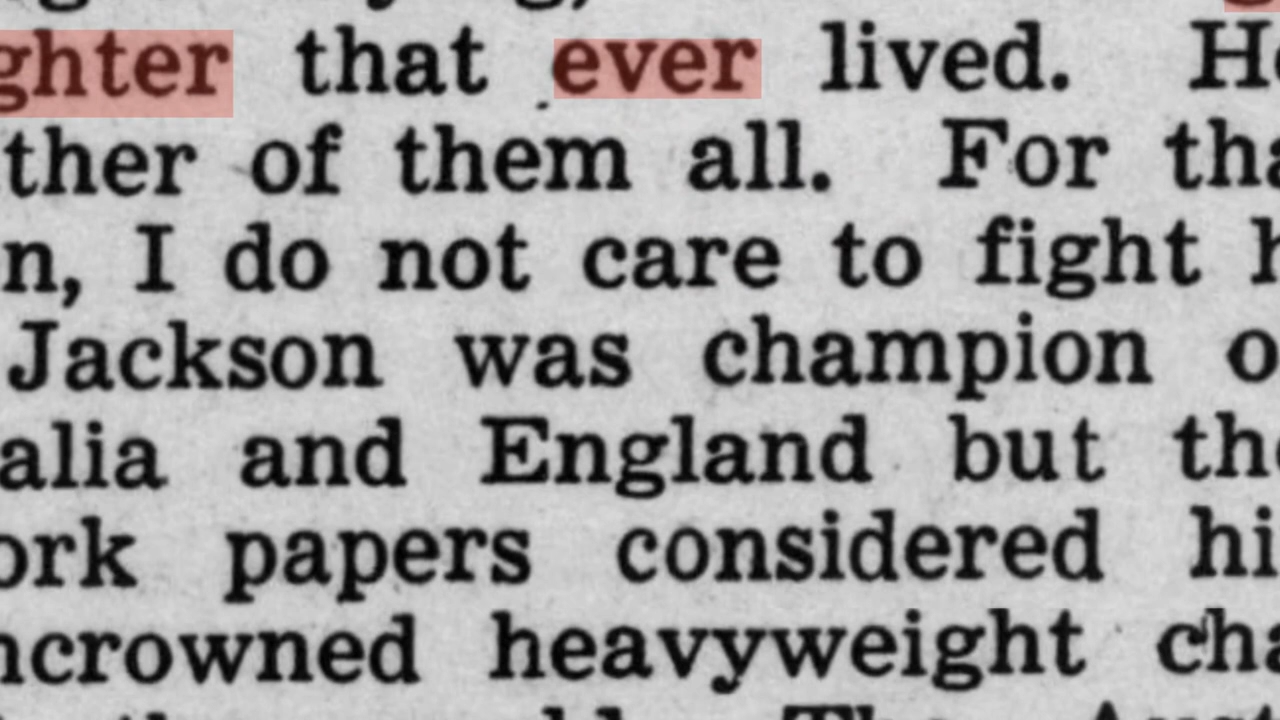 ghter that ever lived. He
ther of them all. For tha
n, I do not care to fight h
Jackson was champion o
alia and England but the
ork papers considered hi
ncrowned heavyweight cha